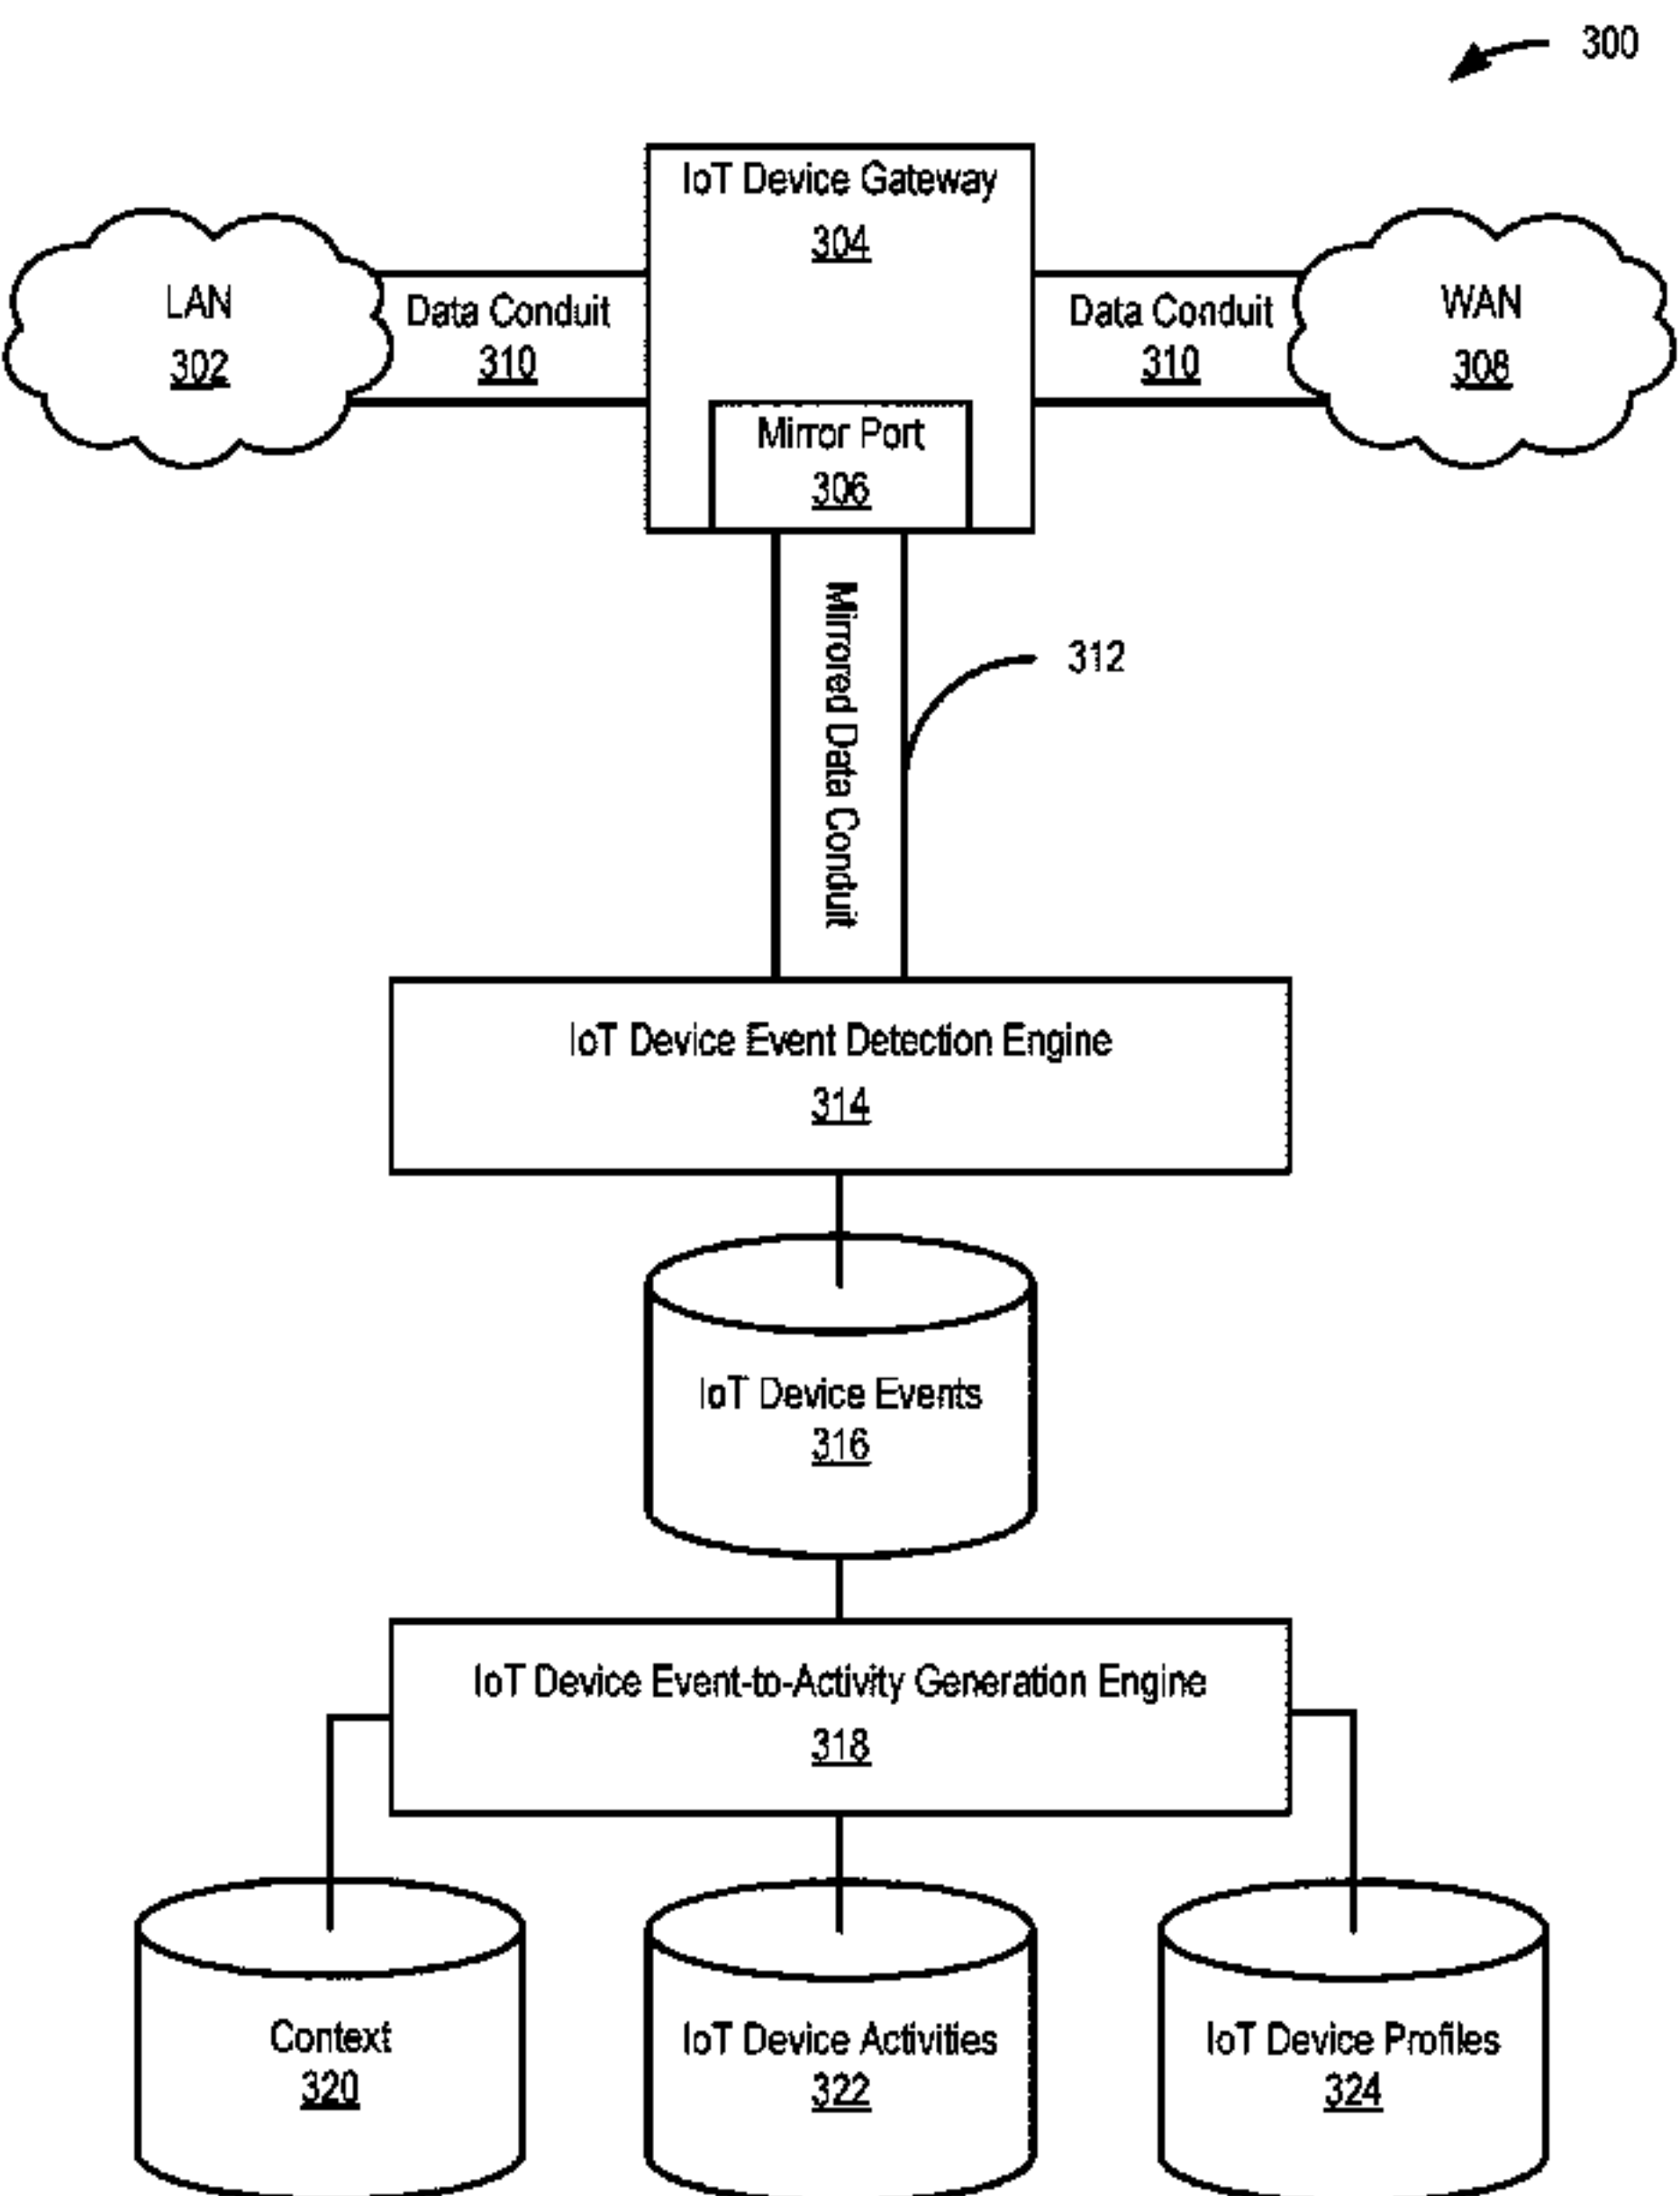 300
IoT Device Gateway
304
LAN
302
Data Conduit
310
Data Conduit
310
WAN
308
Mirror Port
306
Mirrored Data Conduit
312
IoT Device Event Detection Engine
314
IoT Device Events
316
IoT Device Event-to-Activity Generation Engine
318
Context
320
IoT Device Activities
322
IoT Device Profiles
324